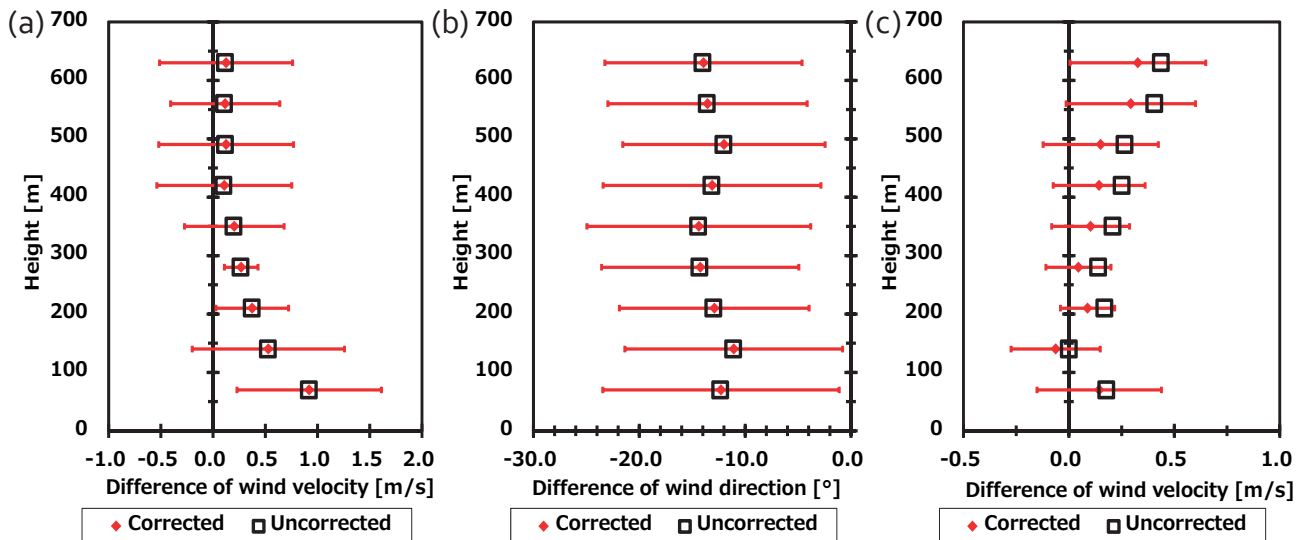 (a)
700
600
500
400
300
200
100
0
Height [m]
-1.0 -0.5 0.0 0.5 1.0 1.5 2.0
Difference of wind velocity [m/s]
Corrected Uncorrected
(b)
700
600
500
400
300
200
100
0
Height [m]
-30.0 -20.0 -10.0 0.0
Difference of wind direction [°]
Corrected Uncorrected
(c)
700
600
500
400
300
200
100
0
Height [m]
-0.5 0.0 0.5 1.0
Difference of wind velocity [m/s]
Corrected Uncorrected